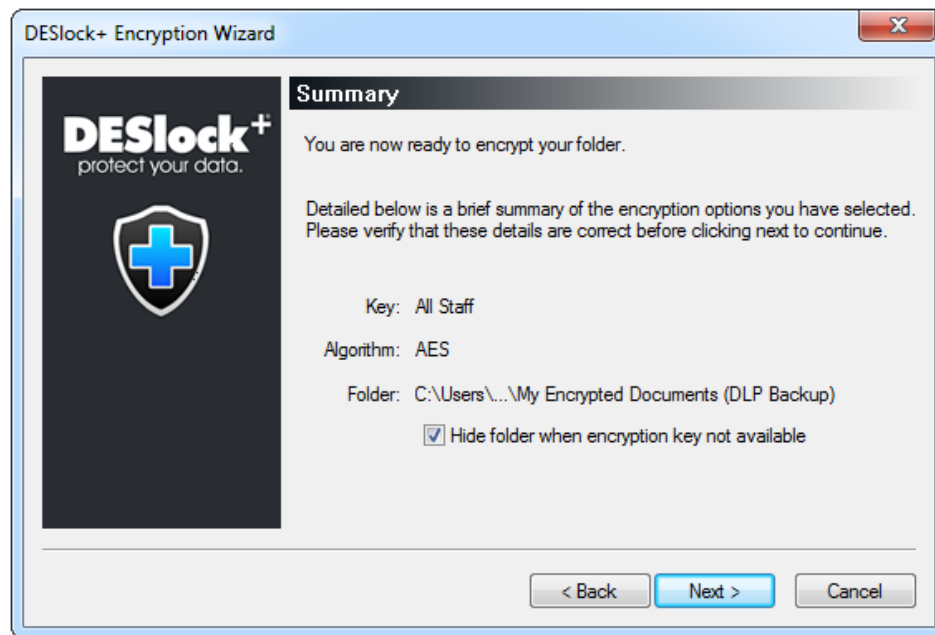 DESlock+ Encryption Wizard
DESlock+
protect your data.
Summary
You are now ready to encrypt your folder.
Detailed below is a brief summary of the encryption options you have selected.
Please verify that these details are correct before clicking next to continue.
Key: All Staff
Algorithm: AES
Folder: C:\Users\...\My Encrypted Documents (DLP Backup)
Hide folder when encryption key not available
< Back Next > Cancel